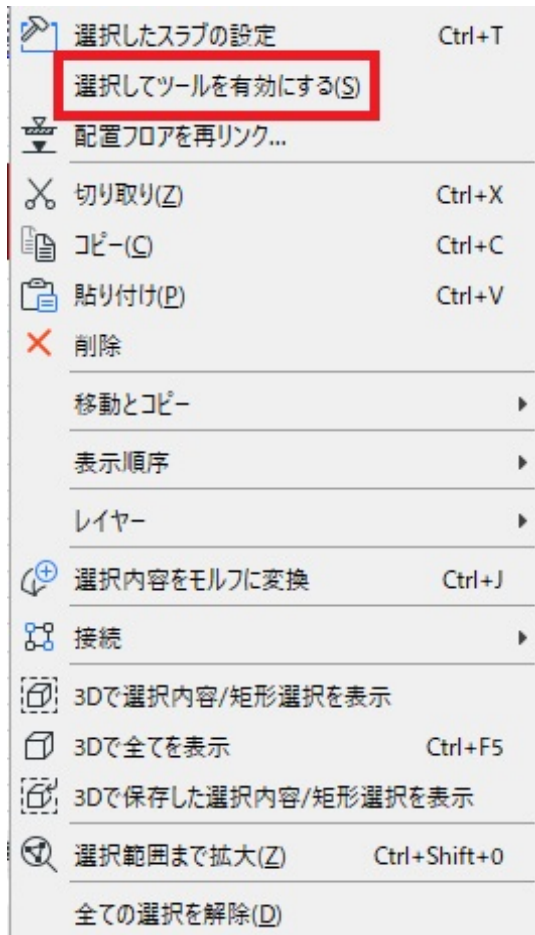 選択したスラブの設定 Ctrl+T
選択してツールを有効にする(S)
配置フロアを再リンク...
切り取り(Z) Ctrl+X
コピー(C) Ctrl+C
貼り付け(P) Ctrl+V
削除
移動とコピー
表示順序
レイヤー
選択内容をモルフに変換 Ctrl+J
接続
3Dで選択内容/矩形選択を表示
3Dで全てを表示 Ctrl+F5
3Dで保存した選択内容/矩形選択を表示
選択範囲まで拡大(Z) Ctrl+Shift+0
全ての選択を解除(D)